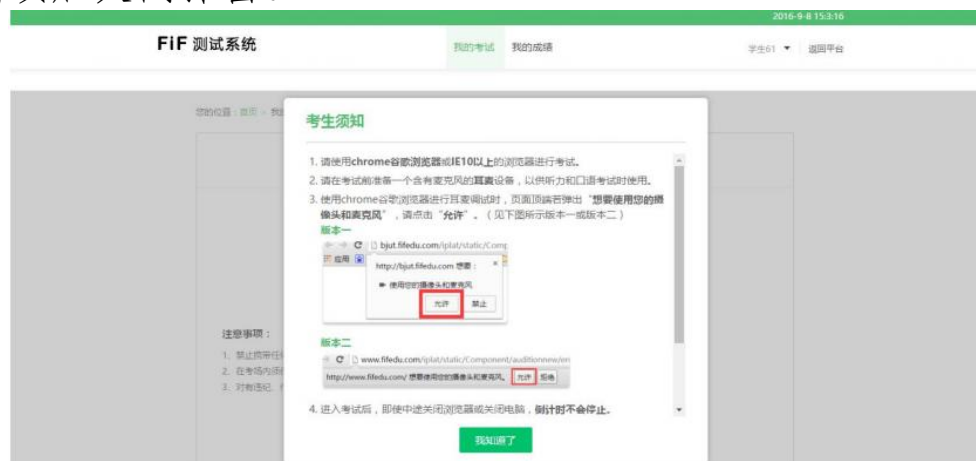 2016-9-8 15:3:16
FiF 测试系统
我的考试 我的成绩
学生61 返回平台
您的位置：首页 > 我的
考生须知
1. 请使用chrome谷歌浏览器或IE10以上的浏览器进行考试。
2. 请在考试前准备一个含有麦克风的耳麦设备，以供听力和口语考试时使用。
3. 使用chrome谷歌浏览器进行耳麦调试时，页面顶端若弹出“想要使用您的摄
像头和麦克风”，请点击“允许”。（见下图所示版本一或版本二）
版本一
bjut.fifedu.com/iplat/static/Comp
应用
http://bjut.fifedu.com 想要： ×
使用您的摄像头和麦克风
允许 禁止
版本二
www.fifedu.com/iplat/static/Component/auditionnew/en
http://www.fifedu.com/ 想要使用您的摄像头和麦克风。 允许 拒绝
4. 进入考试后，即使中途关闭浏览器或关闭电脑，倒计时不会停止。
我知道了
注意事项：
1. 禁止携带任
2. 在考场内须
3. 对有违纪、